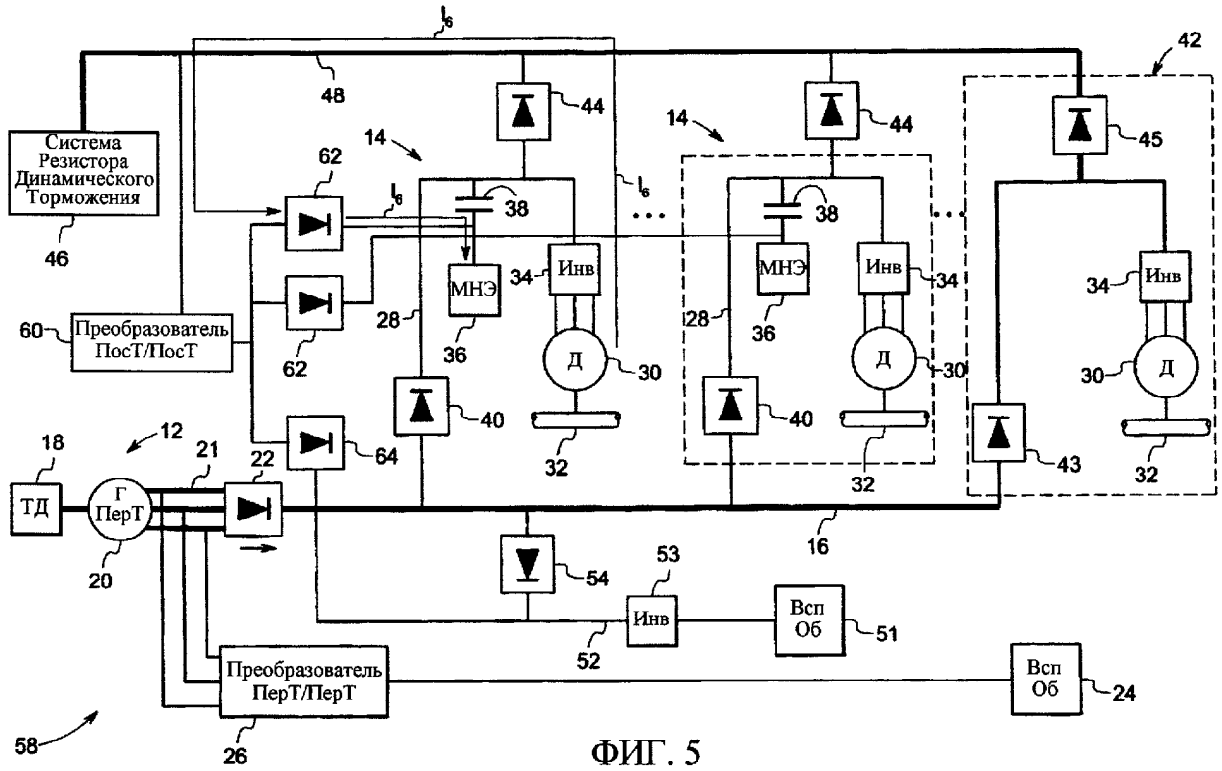 I6
42
48
44
44
45
14
14
Система
Резистора
Динамического
Торможения
62
I6
I6
38
38
46
34
Инв
МНЭ
МНЭ
Инв
34
34
Инв
60
Преобразователь
ПосТ/ПосТ
62
28
36
28
36
Д
30
Д
30
30
Д
40
40
12
18
21
22
64
32
32
43
32
ТД
Г
ПерТ
16
20
54
53
Инв
Всп
Об
51
52
Преобразователь
ПерТ/ПерТ
Всп
Об
24
58
26
ФИГ. 5